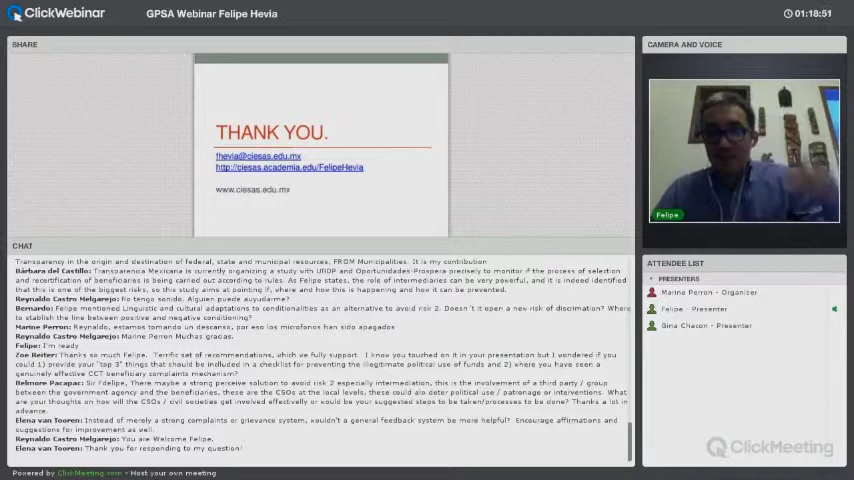 ClickWebinar
GPSA Webinar Felipe Hevia
01:18:51
SHARE
THANK YOU.
fhevia@ciesas.edu.mx
http://ciesas.academia.edu/FelipeHevia
www.ciesas.edu.mx
CHAT
Transparency in the origin and destination of federal, state and municipal resources, FROM Municipalities. It is my contribution
Bárbara del Castillo: Transparencia Mexicana is currently organizing a study with UNDP and Oportunidades-Prospera precisely to monitor if the process of selection
and recertification of beneficiaries is being carried out according to rules. As Felipe states, the role of intermediaries can be very powerful, and it is indeed identified
that this is one of the biggest risks, so this study aims at pointing if, where and how this is happening and how it can be prevented.
Reynaldo Castro Melgarejo: No tengo sonido. Alguien puede auyudarme?
Bernardo: Felipe mentioned Linguistic and cultural adaptations to conditionalities as an alternative to avoid risk 2. Doesn't it open a new risk of discrimation? Where
to establish the line between positive and negative conditioning?
Marine Perron: Reynaldo, estamos tomando un descanso, por eso los microfonos han sido apagados
Reynaldo Castro Melgarejo: Marine Perron Muchas gracias.
Felipe: I'm ready
Zoe Reiter: Thanks so much Felipe. Terrific set of recommendations, which we fully support. I know you touched on it in your presentation but I wondered if you
could 1) provide your "top 3" things that should be included in a checklist for preventing the illegitimate political use of funds and 2) where you have seen a
genuinely effective CCT beneficiary complaints mechanism?
Belmore Pacapac: Sir Fdelipe, There maybe a strong perceive solution to avoid risk 2 especially intermediation, this is the involvement of a third party / group
between the government agency and the beneficiaries, these are the CSOs at the local levels, these could alo deter political use / patronage or interventions. What
are your thoughts on how will the CSOs / civil societies get involved effectivelly or would be your suggested steps to be taken/processes to be done? Thanks a lot in
advance.
Elena van Tooren: Instead of merely a strong complaints or grievance system, wouldn't a general feedback system be more helpful? Encourage affirmations and
suggestions for improvement as well.
Reynaldo Castro Melgarejo: You are Welcome Felipe.
Elena van Tooren: Thank you for responding to my question!
CAMERA AND VOICE
Felipe
ATTENDEE LIST
PRESENTERS
Marine Perron - Organizer
Felipe - Presenter
Gina Chacon - Presenter
ClickMeeting
Powered by ClickMeeting.com - Host your own meeting